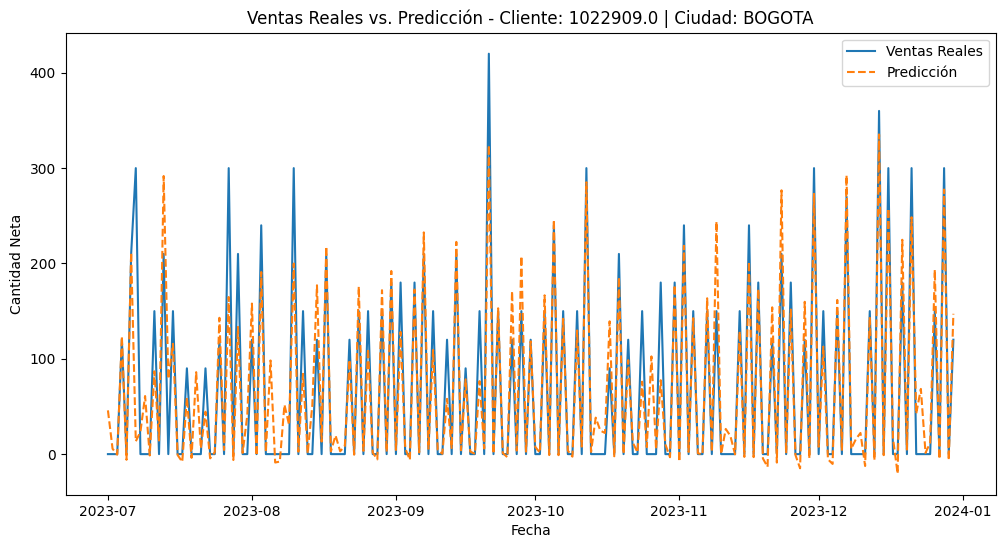 Ventas Reales vs. Predicción - Cliente: 1022909.0 | Ciudad: BOGOTA
Ventas Reales
Predicción
Cantidad Neta
400
300
200
100
0
2023-07
2023-08
2023-09
2023-10
2023-11
2023-12
2024-01
Fecha